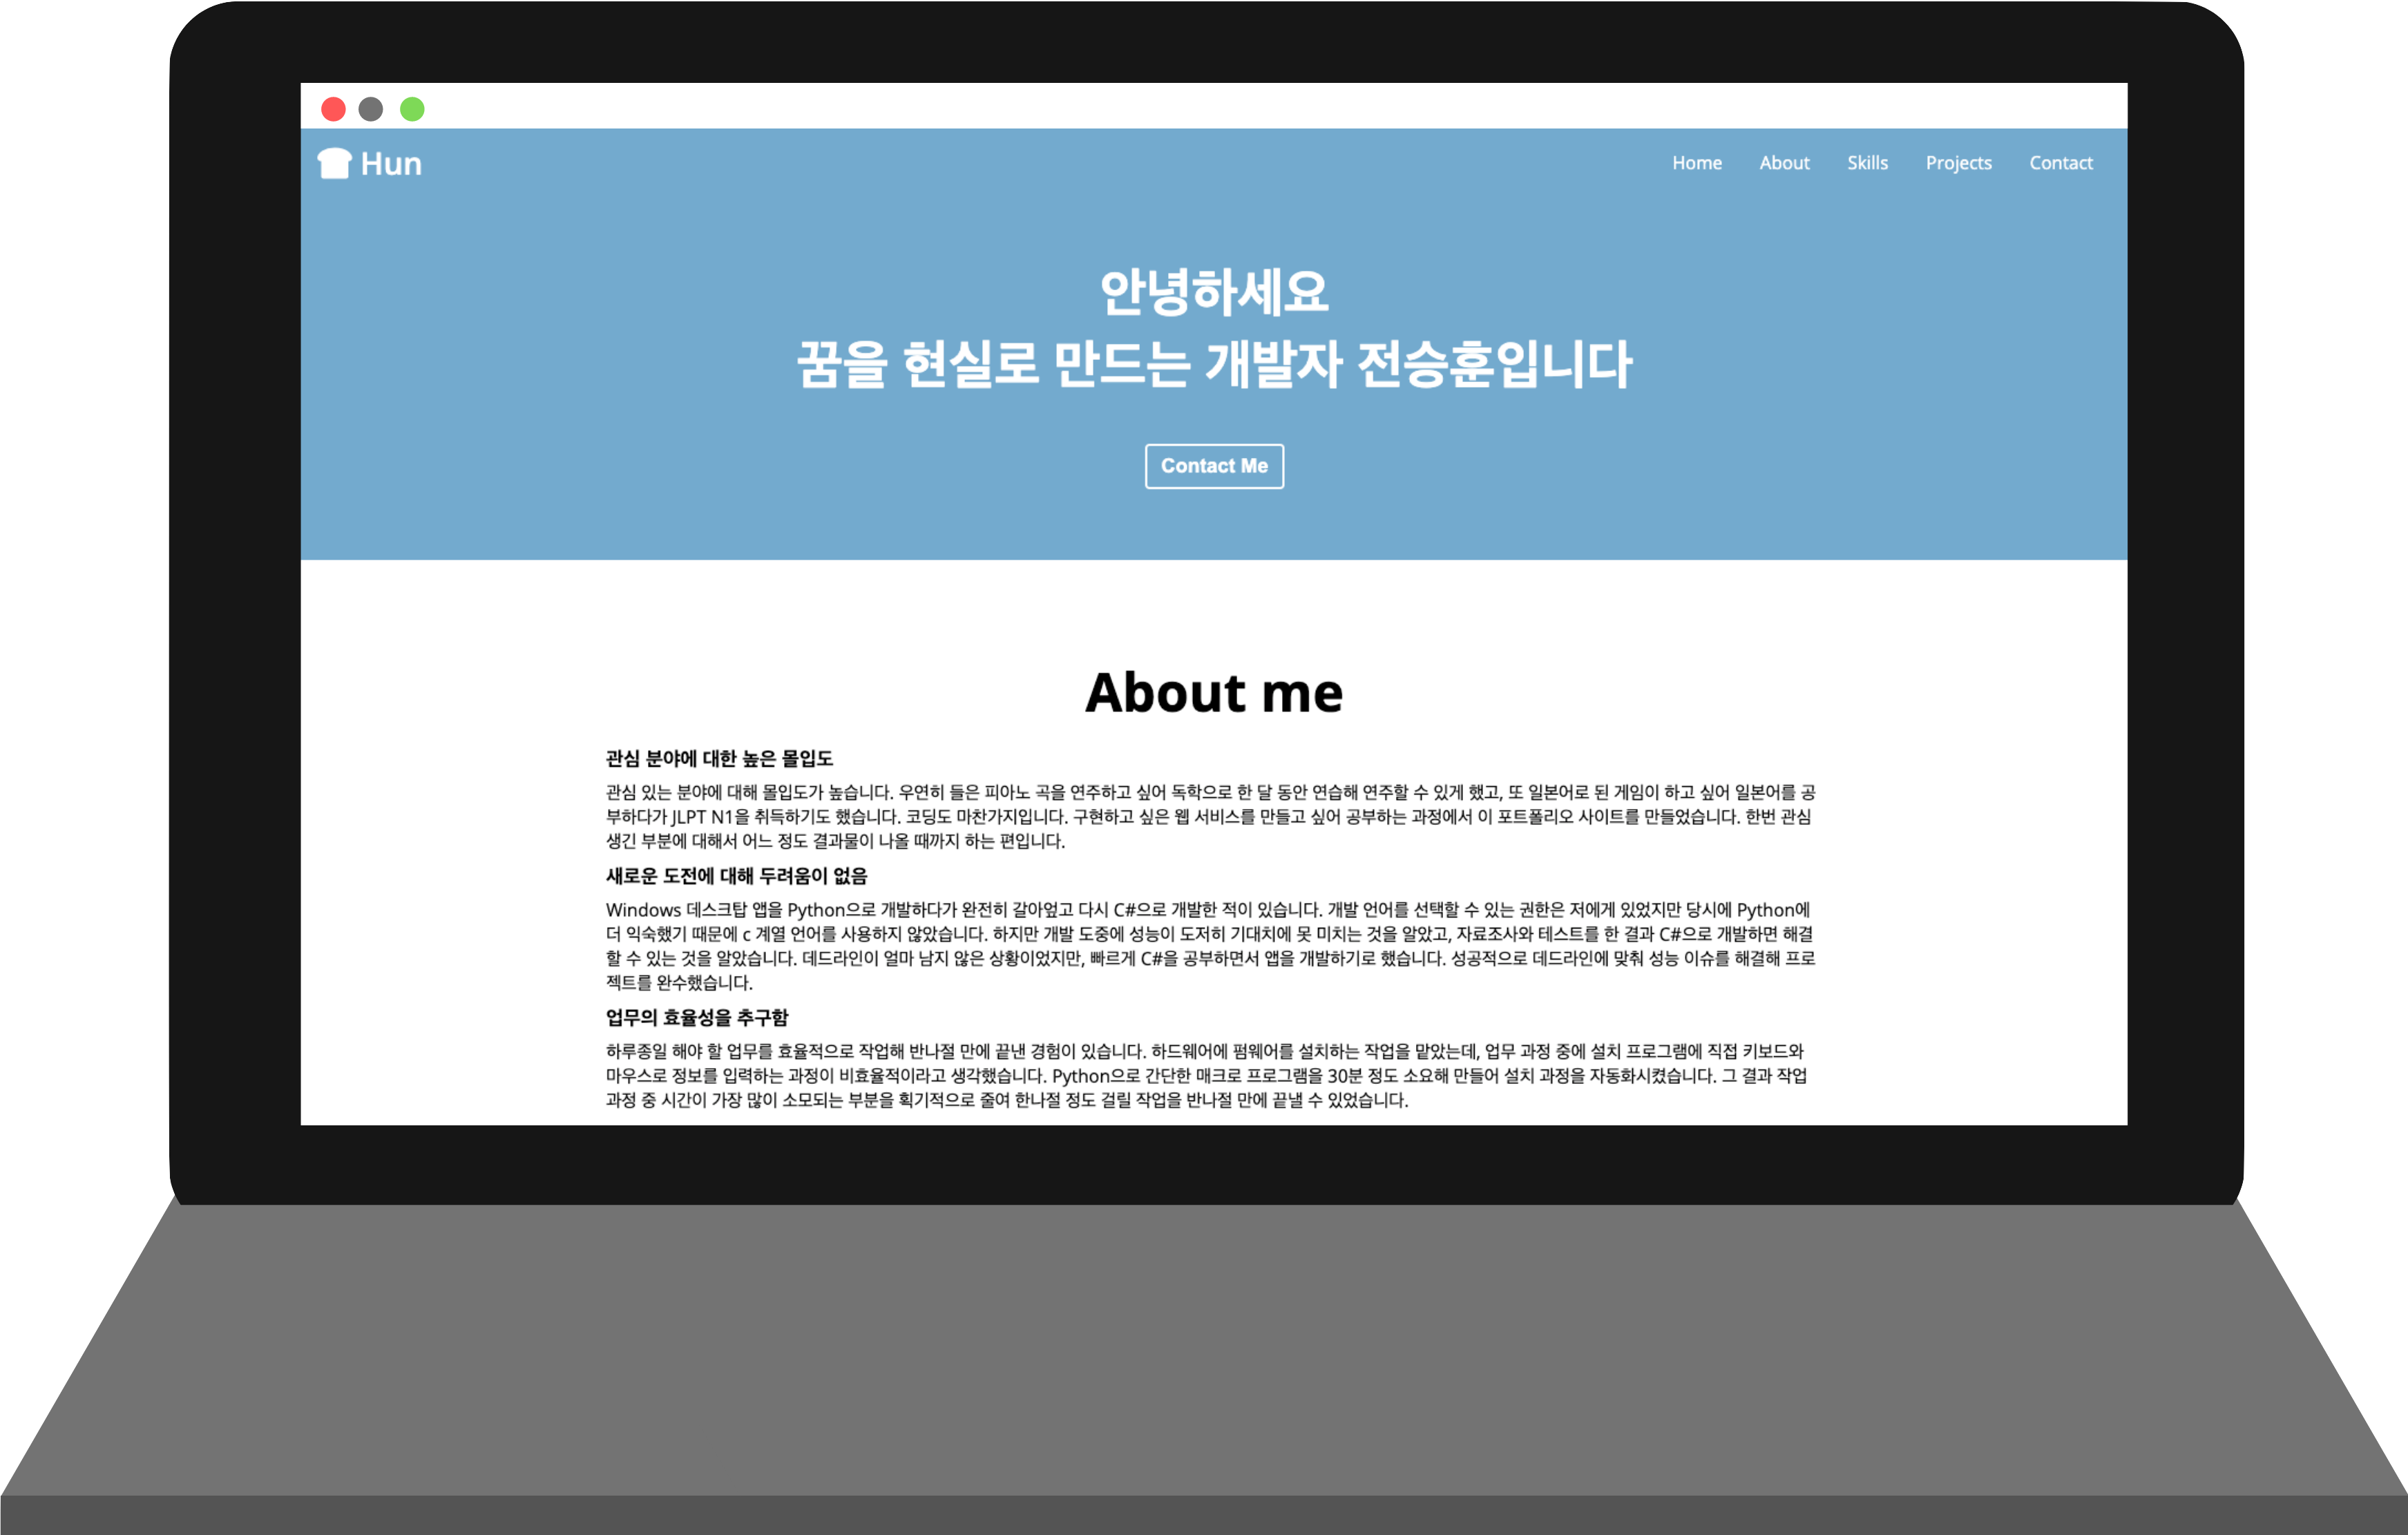 Hun
Home About Skills Projects Contact
안녕하세요
꿈을 현실로 만드는 개발자 전승훈입니다
Contact Me
About me
관심 분야에 대한 높은 몰입도
관심 있는 분야에 대해 몰입도가 높습니다. 우연히 들은 피아노 곡을 연주하고 싶어 독학으로 한 달 동안 연습해 연주할 수 있게 했고, 또 일본어로 된 게임이 하고 싶어 일본어를 공
부하다가 JLPT N1을 취득하기도 했습니다. 코딩도 마찬가지입니다. 구현하고 싶은 웹 서비스를 만들고 싶어 공부하는 과정에서 이 포트폴리오 사이트를 만들었습니다. 한번 관심
생긴 부분에 대해서 어느 정도 결과물이 나올 때까지 하는 편입니다.
새로운 도전에 대해 두려움이 없음
Windows 데스크탑 앱을 Python으로 개발하다가 완전히 갈아엎고 다시 C#으로 개발한 적이 있습니다. 개발 언어를 선택할 수 있는 권한은 저에게 있었지만 당시에 Python에
더 익숙했기 때문에 c 계열 언어를 사용하지 않았습니다. 하지만 개발 도중에 성능이 도저히 기대치에 못 미치는 것을 알았고, 자료조사와 테스트를 한 결과 C#으로 개발하면 해결
할 수 있는 것을 알았습니다. 데드라인이 얼마 남지 않은 상황이었지만, 빠르게 C#을 공부하면서 앱을 개발하기로 했습니다. 성공적으로 데드라인에 맞춰 성능 이슈를 해결해 프로
젝트를 완수했습니다.
업무의 효율성을 추구함
하루종일 해야 할 업무를 효율적으로 작업해 반나절 만에 끝낸 경험이 있습니다. 하드웨어에 펌웨어를 설치하는 작업을 맡았는데, 업무 과정 중에 설치 프로그램에 직접 키보드와
마우스로 정보를 입력하는 과정이 비효율적이라고 생각했습니다. Python으로 간단한 매크로 프로그램을 30분 정도 소요해 만들어 설치 과정을 자동화시켰습니다. 그 결과 작업
과정 중 시간이 가장 많이 소모되는 부분을 획기적으로 줄여 한나절 정도 걸릴 작업을 반나절 만에 끝낼 수 있었습니다.